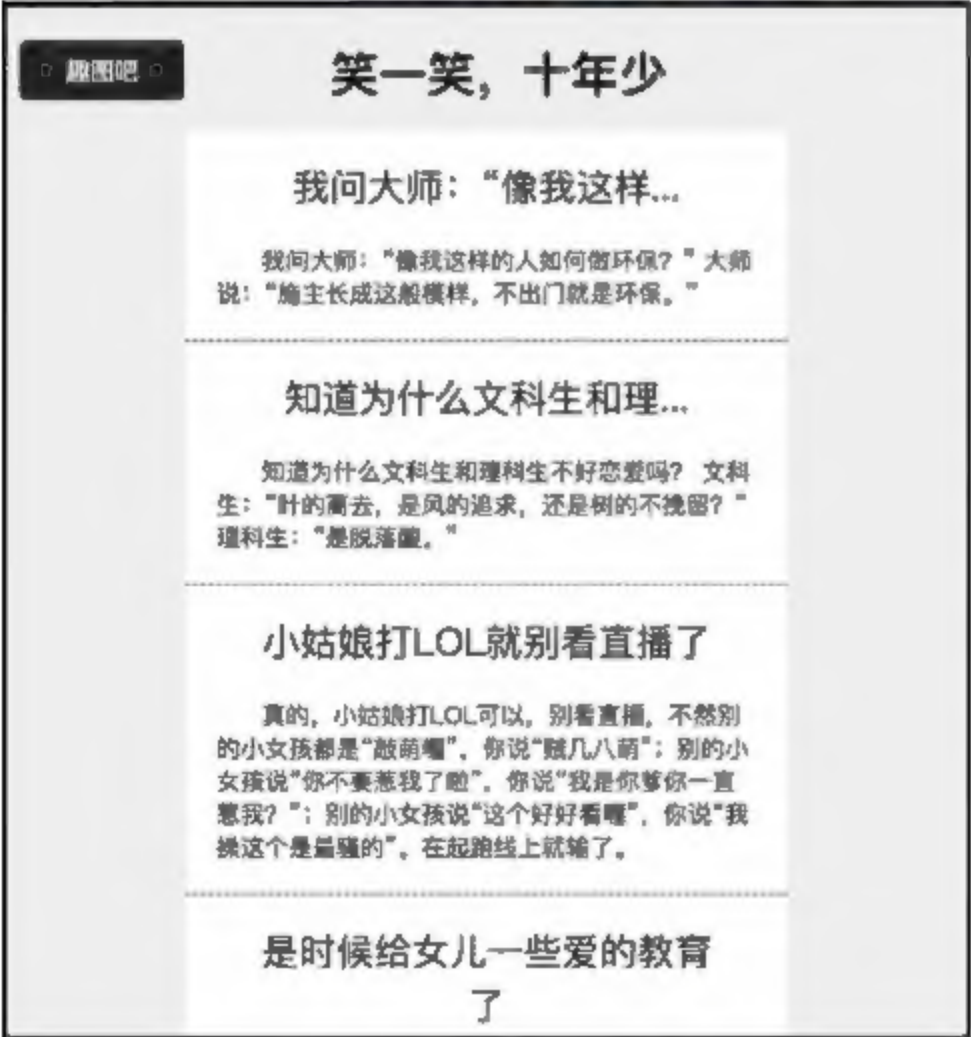 趣图吧
笑一笑，十年少
我问大师：“像我这样...
我问大师：“像我这样的人如何做环保？”大师
说：“施主长成这般模样，不出门就是环保。”
知道为什么文科生和理...
知道为什么文科生和理科生不好恋爱吗？ 文科
生：“叶的离去，是风的追求，还是树的不挽留？”
理科生：“是脱落酸。”
小姑娘打LOL就别看直播了
真的，小姑娘打LOL可以，别看直播，不然别
的小女孩都是“敲萌喔”，你说“贼几八萌”；别的小
女孩说“你不要惹我了啦”，你说“我是你爹你一直
惹我？”；别的小女孩说“这个好好看喔”，你说“我
操这个是最骚的”，在起跑线上就输了。
是时候给女儿一些爱的教育
了